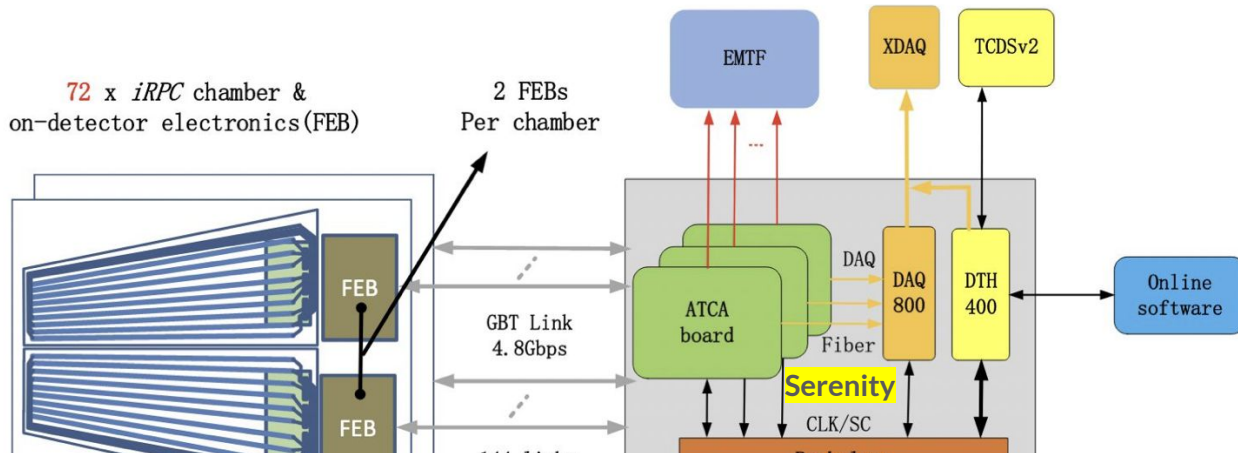 72 x iRPC chamber &
on-detector electronics(FEB)
2 FEBs
Per chamber
EMTF
XDAQ
TCDSv2
...
FEB
FEB
GBT Link
4.8Gbps
ATCA
board
DAQ
Fiber
DAQ
800
DTH
400
Online
software
Serenity
CLK/SC